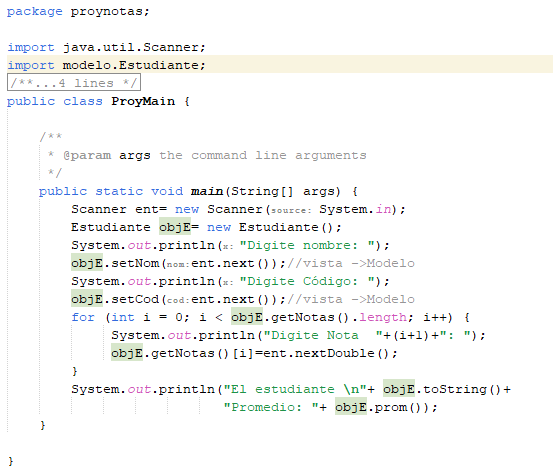 package proynotas;
import java.util.Scanner;
import modelo.Estudiante;
/**...4 lines */
public class ProyMain {
/**
* @param args the command line arguments
*/
public static void main(String[] args) {
Scanner ent= new Scanner(source: System.in);
Estudiante objE= new Estudiante();
System.out.println(x: "Digite nombre: ");
objE.setNom(nom:ent.next());//vista ->Modelo
System.out.println(x: "Digite Código: ");
objE.setCod(cod:ent.next());//vista ->Modelo
for (int i = 0; i < objE.getNotas().length; i++) {
System.out.println("Digite Nota  "+(i+1)+": ");
objE.getNotas()[i]=ent.nextDouble();
}
System.out.println("El estudiante \n"+ objE.toString()+
"Promedio: "+ objE.prom());
}
}